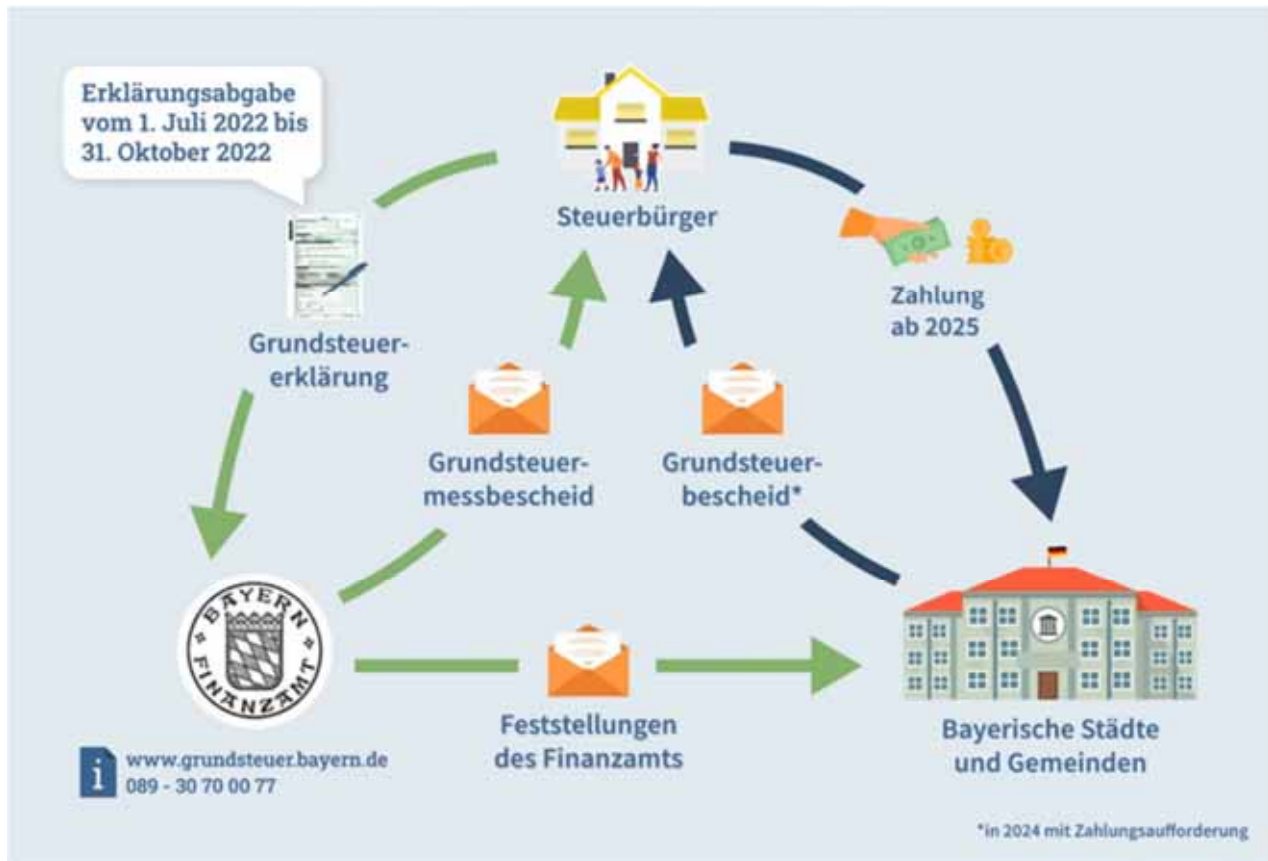 Erklärungsabgabe
vom 1. Juli 2022 bis
31. Oktober 2022
Steuerbürger
Zahlung
ab 2025
Grundsteuer-
erklärung
Grundsteuer-
messbescheid
Grundsteuer-
bescheid*
BAYERN
FINANZAMT
Feststellungen
des Finanzamts
Bayerische Städte
und Gemeinden
i
www.grundsteuer.bayern.de
089 - 30 70 00 77
*in 2024 mit Zahlungsaufforderung